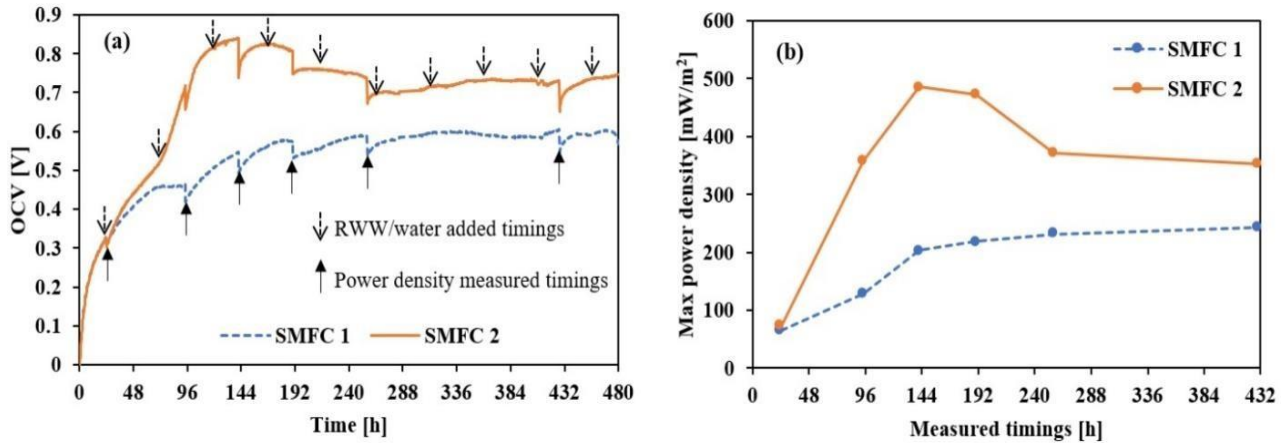 (a)
OCV [V]
0.9
0.8
0.7
0.6
0.5
0.4
0.3
0.2
0.1
0
RWW/water added timings
Power density measured timings
SMFC 1
SMFC 2
0 48 96 144 192 240 288 336 384 432 480
Time [h]
(b)
Max power density [mW/m²]
600
500
400
300
200
100
0
SMFC 1
SMFC 2
0 48 96 144 192 240 288 336 384 432
Measured timings [h]